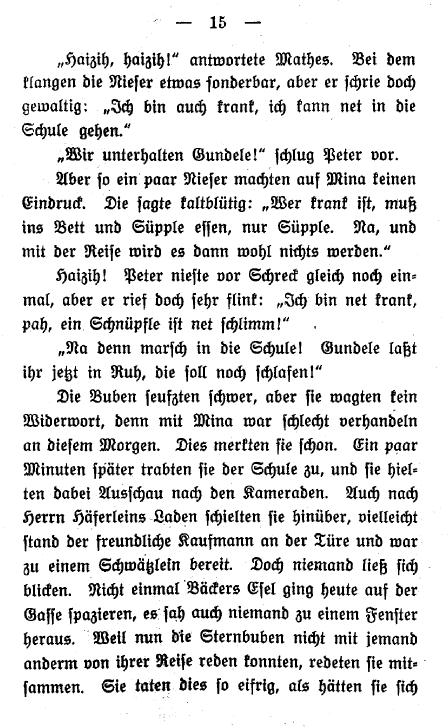 — 15 —
„Haizih, haizih!“ antwortete Mathes. Bei dem
klangen die Nieser etwas sonderbar, aber er schrie doch
gewaltig: „Ich bin auch krank, ich kann net in die
Schule gehen.“
„Wir unterhalten Gundele!“ schlug Peter vor.
Aber so ein paar Nieser machten auf Mina keinen
Eindruck. Die sagte kaltblütig: „Wer krank ist, muß
ins Bett und Süpple essen, nur Süpple. Na, und
mit der Reise wird es dann wohl nichts werden.“
Haizih! Peter nieste vor Schreck gleich noch ein-
mal, aber er rief doch sehr flink: „Ich bin net krank,
pah, ein Schnüpfle ist net schlimm!“
„Na denn marsch in die Schule! Gundele laßt
ihr jetzt in Ruh, die soll noch schlafen!“
Die Buben seufzten schwer, aber sie wagten kein
Widerwort, denn mit Mina war schlecht verhandeln
an diesem Morgen. Dies merkten sie schon. Ein paar
Minuten später trabten sie der Schule zu, und sie hiel-
ten dabei Ausschau nach den Kameraden. Auch nach
Herrn Häferleins Laden schielten sie hinüber, vielleicht
stand der freundliche Kaufmann an der Türe und war
zu einem Schwätzlein bereit. Doch niemand ließ sich
blicken. Nicht einmal Bäckers Esel ging heute auf der
Gasse spazieren, es sah auch niemand zu einem Fenster
heraus. Weil nun die Sternbuben nicht mit jemand
anderm von ihrer Reise reden konnten, redeten sie mit-
sammen. Sie taten dies so eifrig, als hätten sie sich